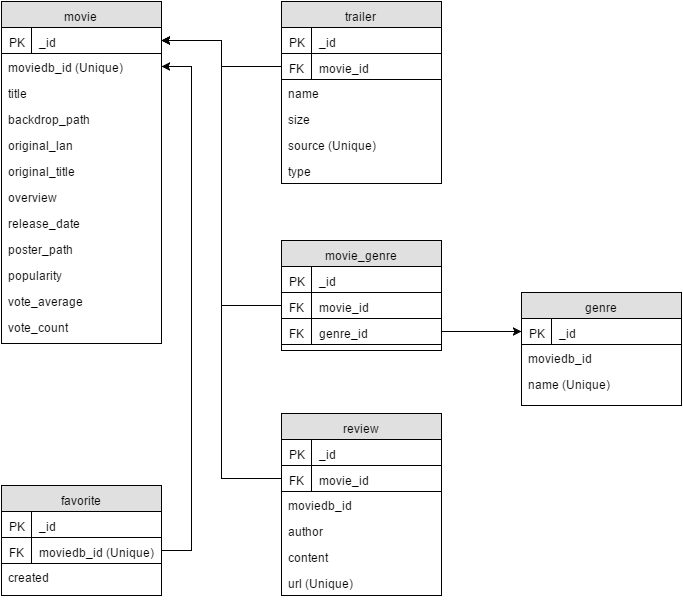 movie
PK _id
moviedb_id (Unique)
title
backdrop_path
original_lan
original_title
overview
release_date
poster_path
popularity
vote_average
vote_count
trailer
PK _id
FK movie_id
name
size
source (Unique)
type
movie_genre
PK _id
FK movie_id
FK genre_id
genre
PK _id
moviedb_id
name (Unique)
review
PK _id
FK movie_id
moviedb_id
author
content
url (Unique)
favorite
PK _id
FK moviedb_id (Unique)
created